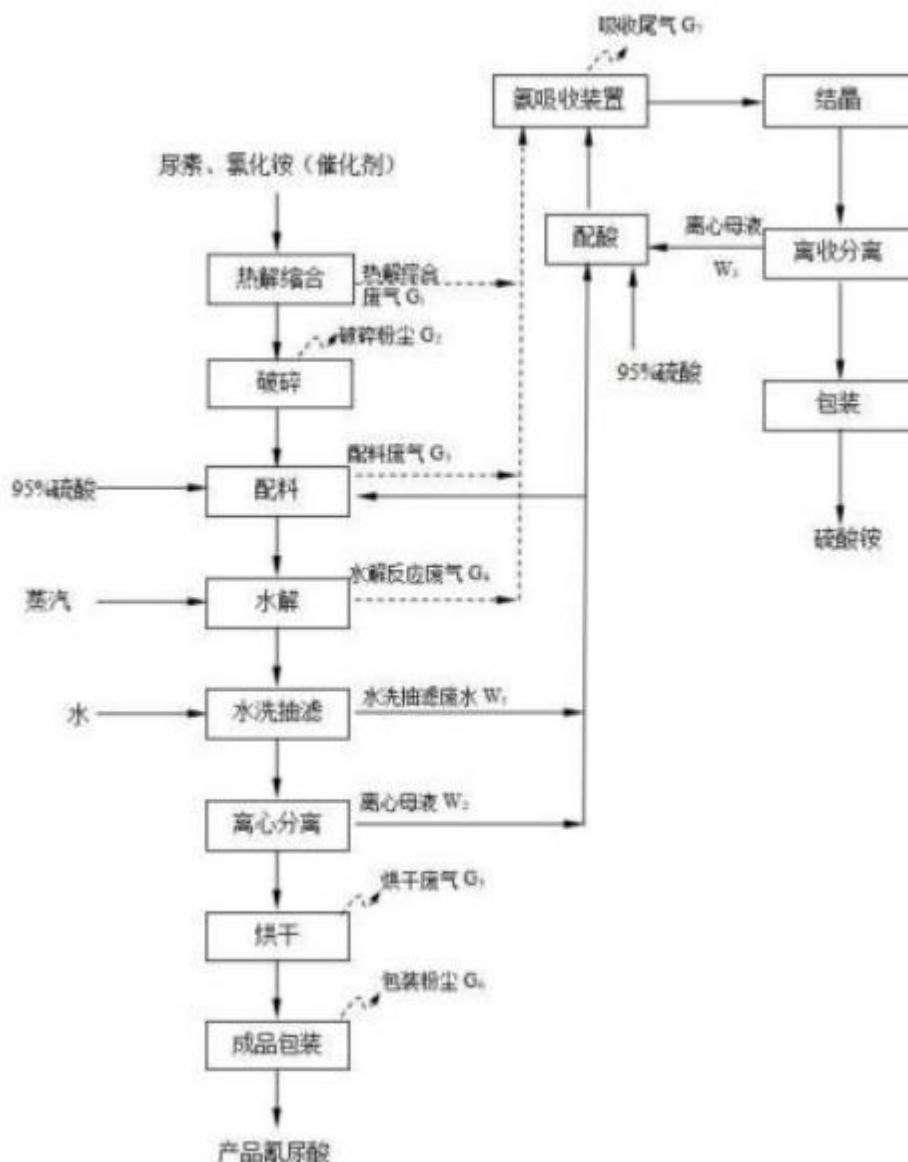 吸收尾气 G₇
氨吸收装置
结晶
尿素、氯化铵（催化剂）
配酸
离心母液
W₃
离收分离
热解缩合
热解缩合
废气 G₁
破碎粉尘 G₂
95%硫酸
破碎
包装
配料废气 G₃
95%硫酸
配料
硫酸铵
水解反应废气 G₄
蒸汽
水解
水洗抽滤废水 W₁
水
水洗抽滤
离心母液 W₂
离心分离
烘干废气 G₅
烘干
包装粉尘 G₆
成品包装
产品氰尿酸